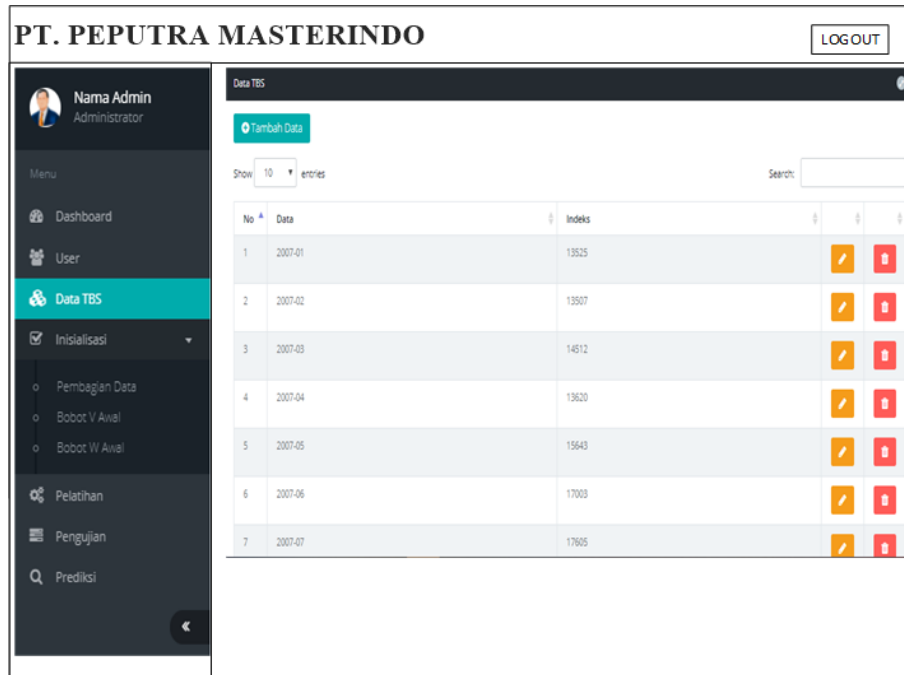 PT. PEPUTRA MASTERINDO
LOGOUT
Nama Admin
Administrator
Menu
Dashboard
User
Data TBS
Inisialisasi
Pembagian Data
Bobot V Awal
Bobot W Awal
Pelatihan
Pengujian
Prediksi
Data TBS
Tambah Data
Show 10 entries Search:
No Data Indeks
1 2007-01 13525
2 2007-02 13507
3 2007-03 14512
4 2007-04 13620
5 2007-05 15643
6 2007-06 17003
7 2007-07 17605